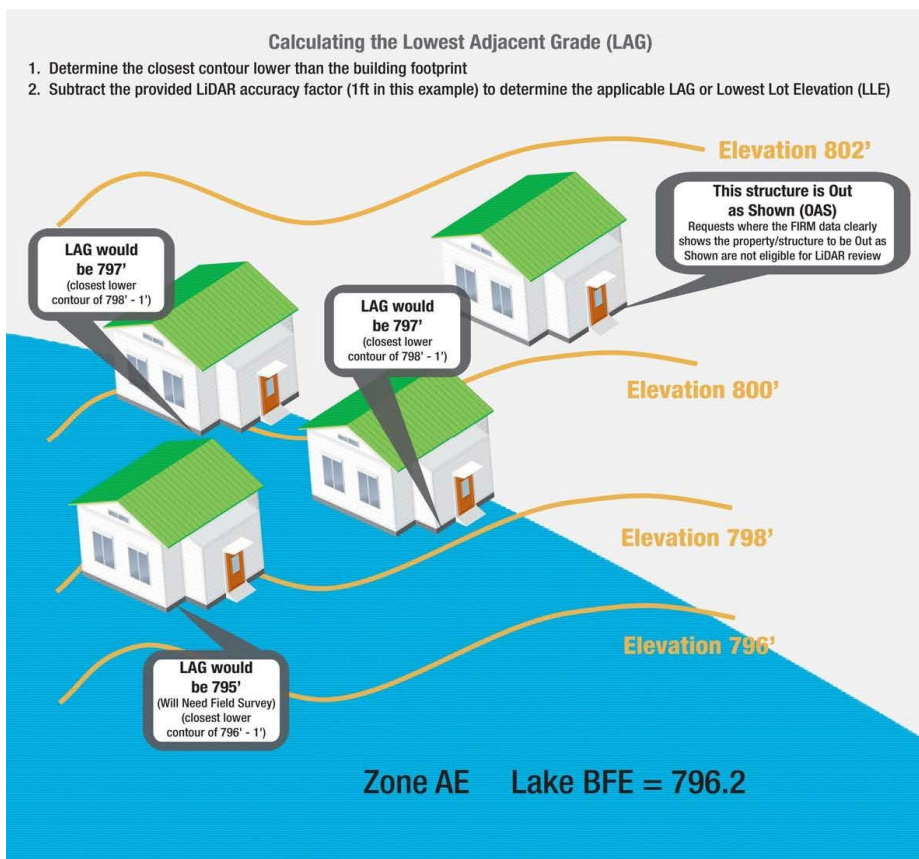 Calculating the Lowest Adjacent Grade (LAG)
1. Determine the closest contour lower than the building footprint
2. Subtract the provided LiDAR accuracy factor (1ft in this example) to determine the applicable LAG or Lowest Lot Elevation (LLE)
Elevation 802'
This structure is Out
as Shown (OAS)
Requests where the FIRM data clearly
shows the property/structure to be Out as
Shown are not eligible for LiDAR review
LAG would
be 797'
(closest lower
contour of 798' - 1')
LAG would
be 797'
(closest lower
contour of 798' - 1')
Elevation 800'
Elevation 798'
Elevation 796'
LAG would
be 795'
(Will Need Field Survey)
(closest lower
contour of 796' - 1')
Zone AE Lake BFE = 796.2